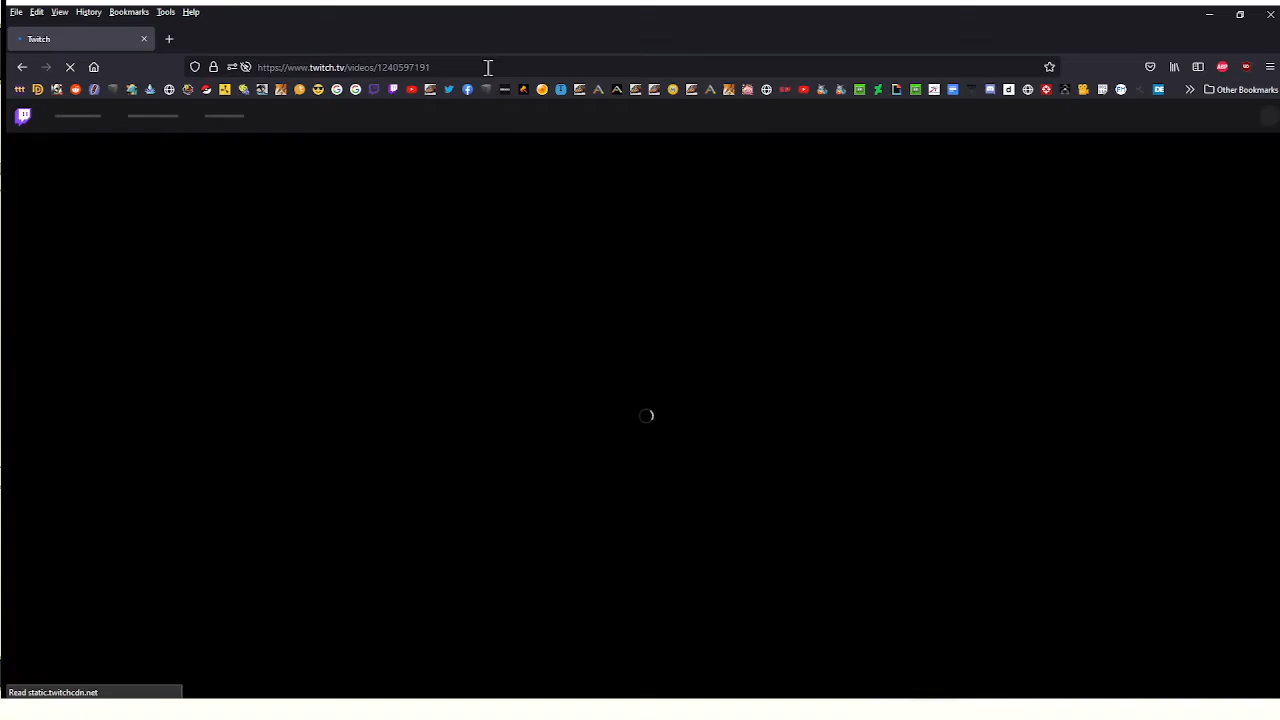 File Edit View History Bookmarks Tools Help
Twitch
https://www.twitch.tv/videos/1240597191
Other Bookmarks
Read static.twitchcdn.net